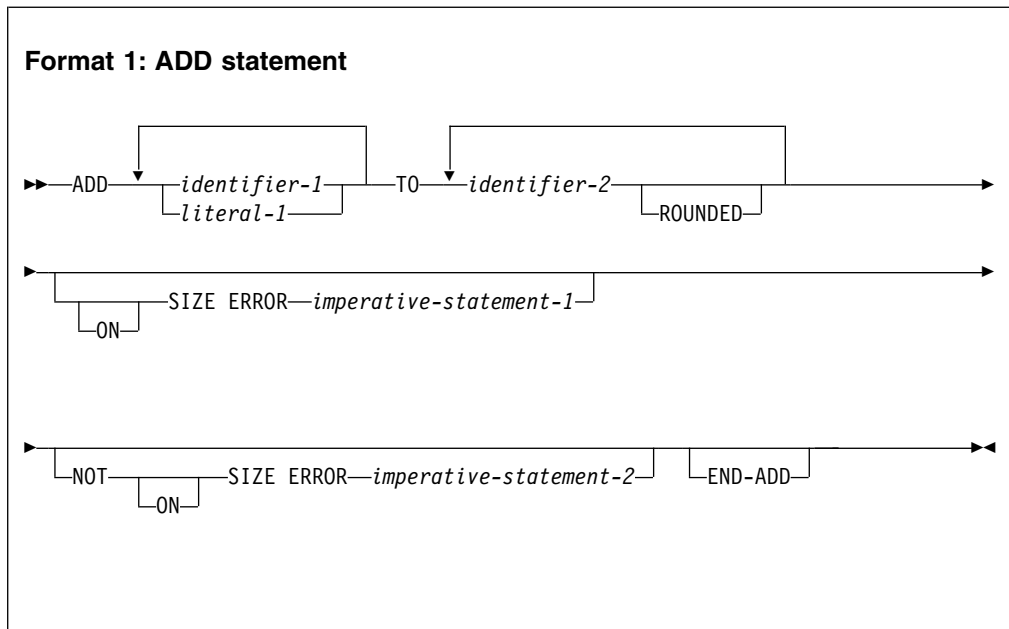 Format 1: ADD statement
ADD identifier-1 TO identifier-2
literal-1 ROUNDED
SIZE ERROR imperative-statement-1
ON
NOT SIZE ERROR imperative-statement-2 END-ADD
ON